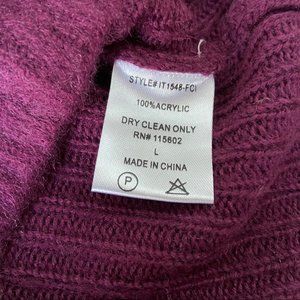 STYLE# IT1548-FCI
100%ACRYLIC
DRY CLEAN ONLY
RN# 115602
L
MADE IN CHINA
P